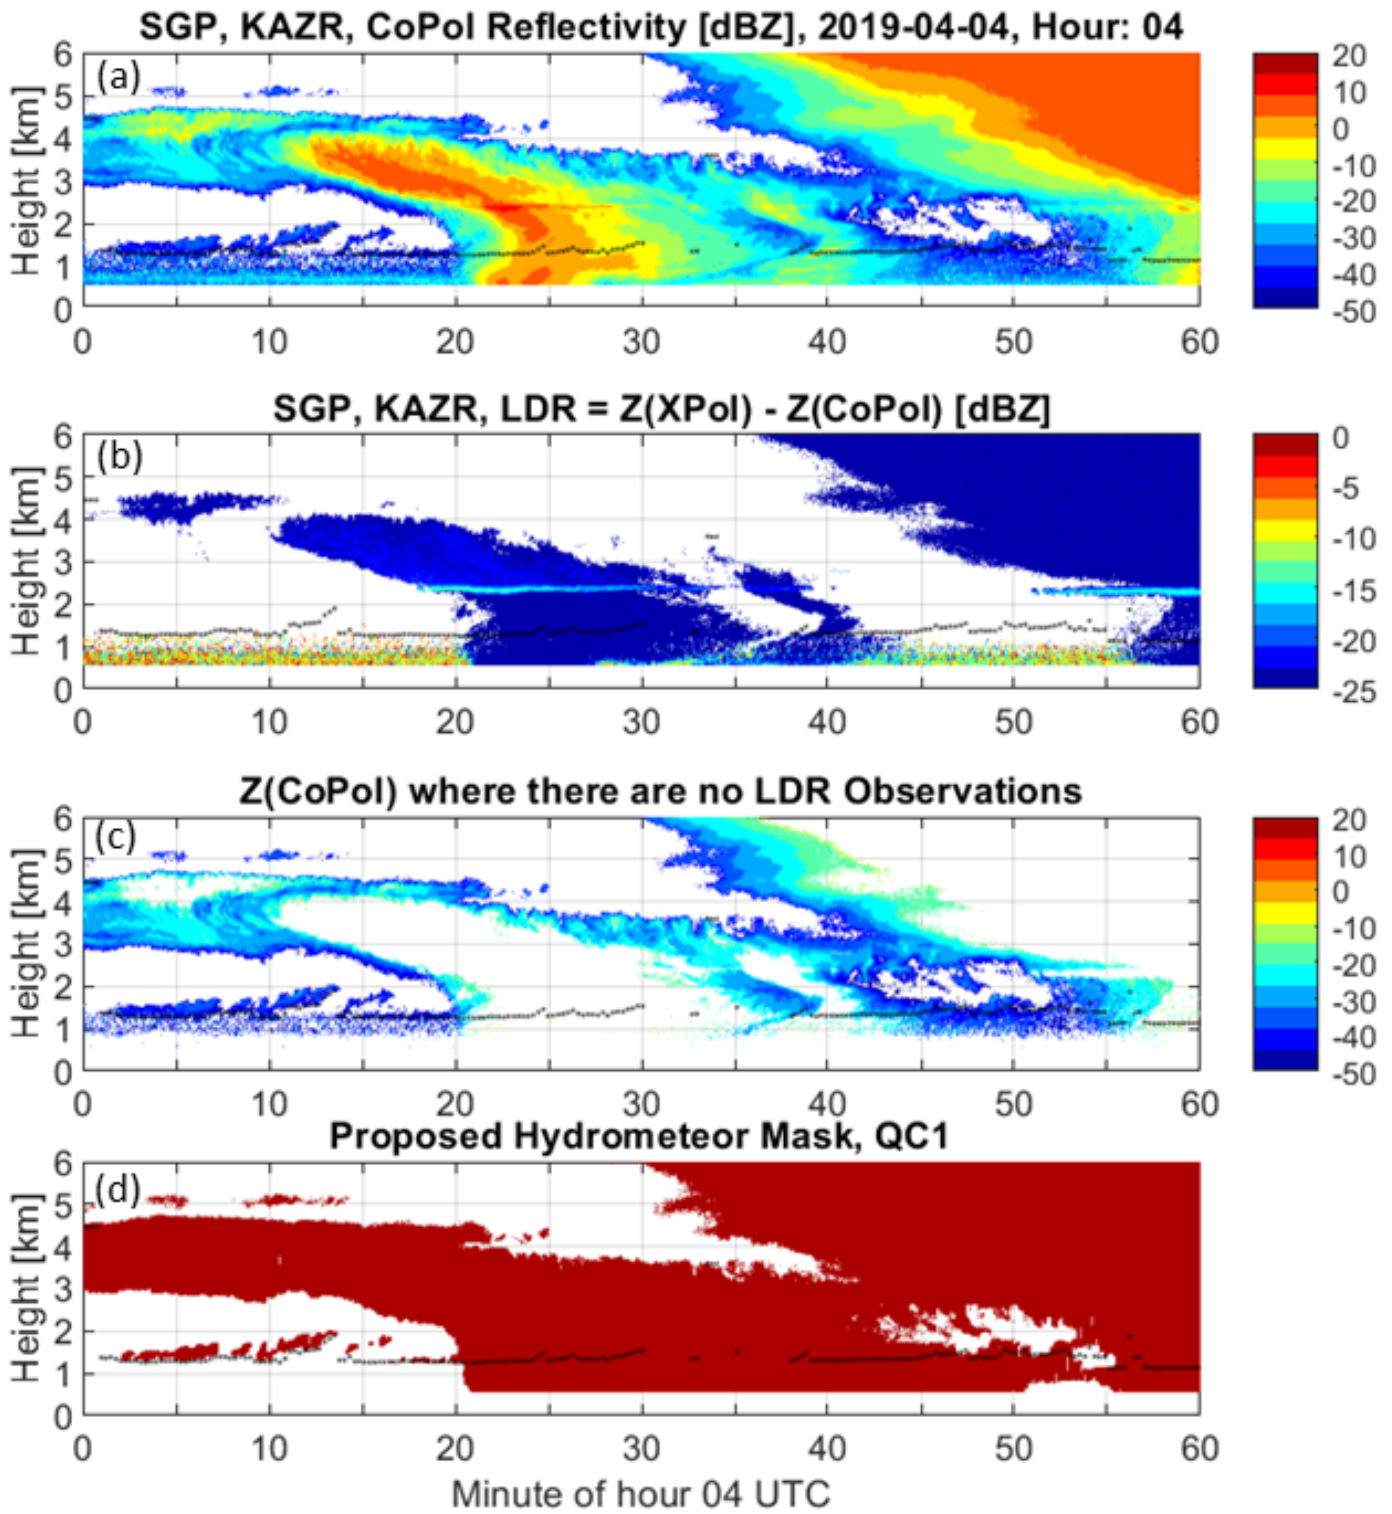 SGP, KAZR, CoPol Reflectivity [dBZ], 2019-04-04, Hour: 04
(a)
Height [km]
6
5
4
3
2
1
0
0 10 20 30 40 50 60
20
10
0
-10
-20
-30
-40
-50
SGP, KAZR, LDR = Z(XPol) - Z(CoPol) [dBZ]
(b)
Height [km]
6
5
4
3
2
1
0
0 10 20 30 40 50 60
0
-5
-10
-15
-20
-25
Z(CoPol) where there are no LDR Observations
(c)
Height [km]
6
5
4
3
2
1
0
0 10 20 30 40 50 60
20
10
0
-10
-20
-30
-40
-50
Proposed Hydrometeor Mask, QC1
(d)
Height [km]
6
5
4
3
2
1
0
0 10 20 30 40 50 60
Minute of hour 04 UTC